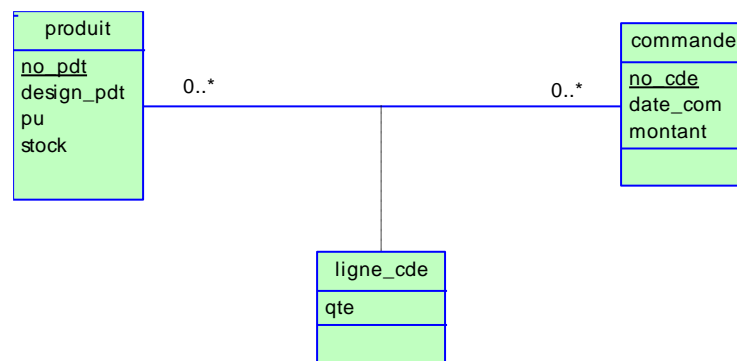 produit
no_pdt
design_pdt
pu
stock
0..*
0..*
commande
no_cde
date_com
montant
ligne_cde
qte